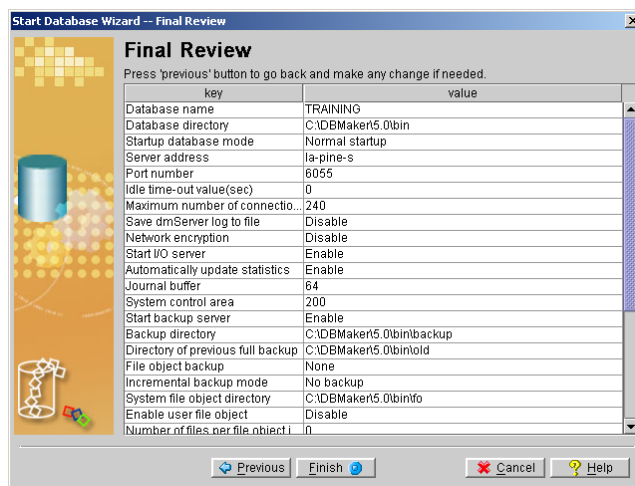 Start Database Wizard -- Final Review
Final Review
Press 'previous' button to go back and make any change if needed.
key value
Database name TRAINING
Database directory C:\DBMaker\5.0\bin
Startup database mode Normal startup
Server address la-pine-s
Port number 6055
Idle time-out value(sec) 0
Maximum number of connectio... 240
Save dmServer log to file Disable
Network encryption Disable
Start I/O server Enable
Automatically update statistics Enable
Journal buffer 64
System control area 200
Start backup server Enable
Backup directory C:\DBMaker\5.0\bin\backup
Directory of previous full backup C:\DBMaker\5.0\bin\old
File object backup None
Incremental backup mode No backup
System file object directory C:\DBMaker\5.0\bin\fo
Enable user file object Disable
Number of files per file object i 0
Previous Finish Cancel Help